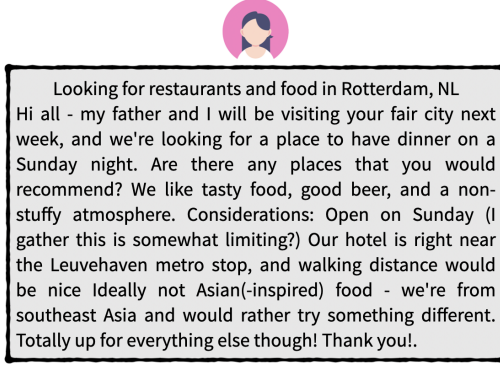 Looking for restaurants and food in Rotterdam, NL
Hi all - my father and I will be visiting your fair city next
week, and we're looking for a place to have dinner on a
Sunday night. Are there any places that you would
recommend? We like tasty food, good beer, and a non-
stuffy atmosphere. Considerations: Open on Sunday (I
gather this is somewhat limiting?) Our hotel is right near
the Leuvehaven metro stop, and walking distance would
be nice Ideally not Asian(-inspired) food - we're from
southeast Asia and would rather try something different.
Totally up for everything else though! Thank you!.